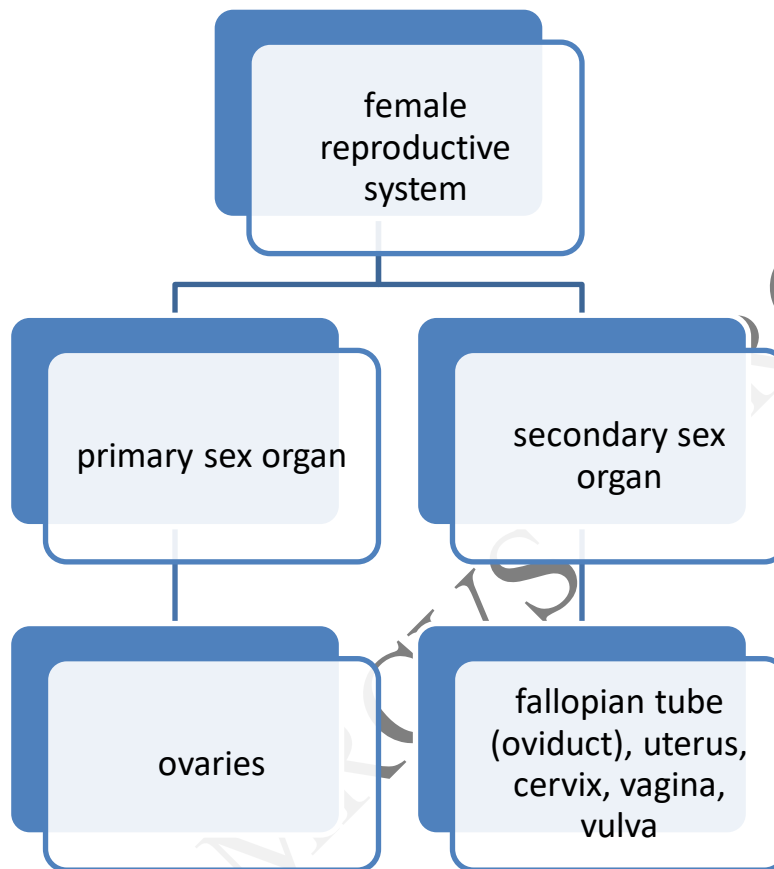 female
reproductive
system
primary sex organ
secondary sex
organ
ovaries
fallopian tube
(oviduct), uterus,
cervix, vagina,
vulva